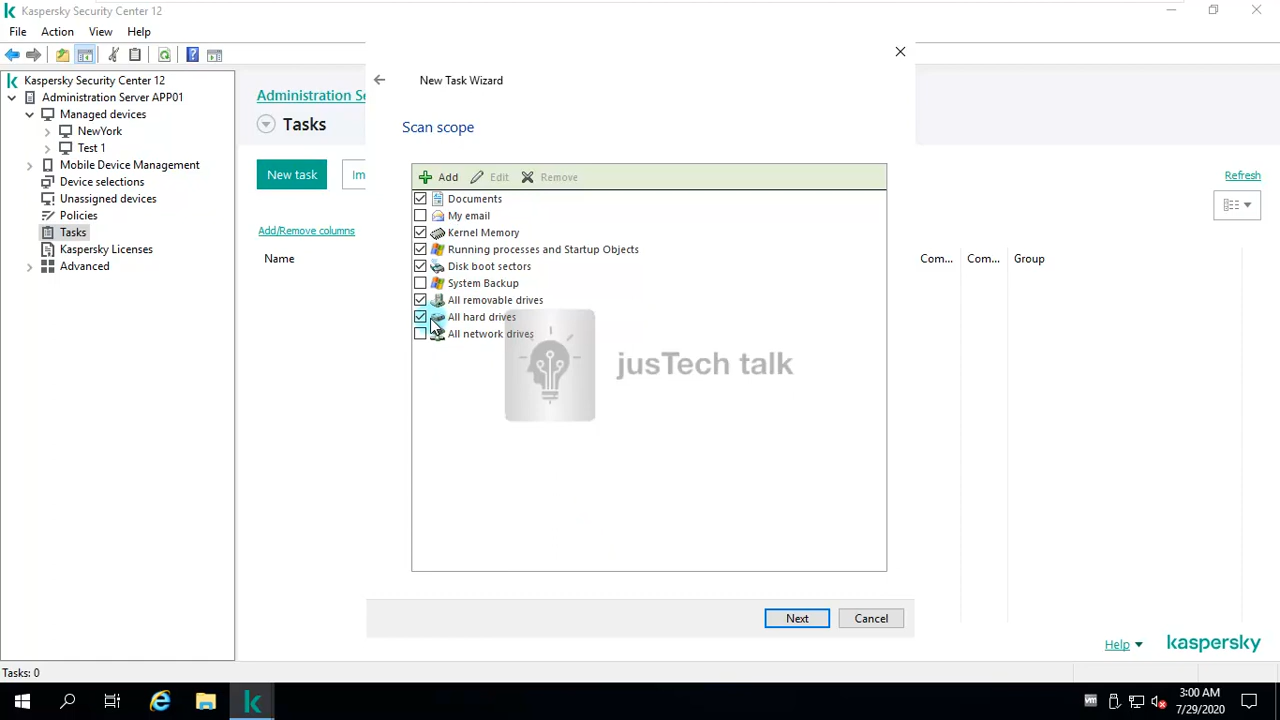 Kaspersky Security Center 12
File Action View Help
Kaspersky Security Center 12
Administration Server APP01
Managed devices
NewYork
Test 1
Mobile Device Management
Device selections
Unassigned devices
Policies
Tasks
Kaspersky Licenses
Advanced
Administration Se
Tasks
New task
Im
Add/Remove columns
Name
New Task Wizard
Scan scope
Add Edit Remove
Documents
My email
Kernel Memory
Running processes and Startup Objects
Disk boot sectors
System Backup
All removable drives
All hard drives
All network drives
jusTech talk
Next Cancel
Refresh
Com... Com... Group
Help
kaspersky
Tasks: 0
vm
3:00 AM
7/29/2020